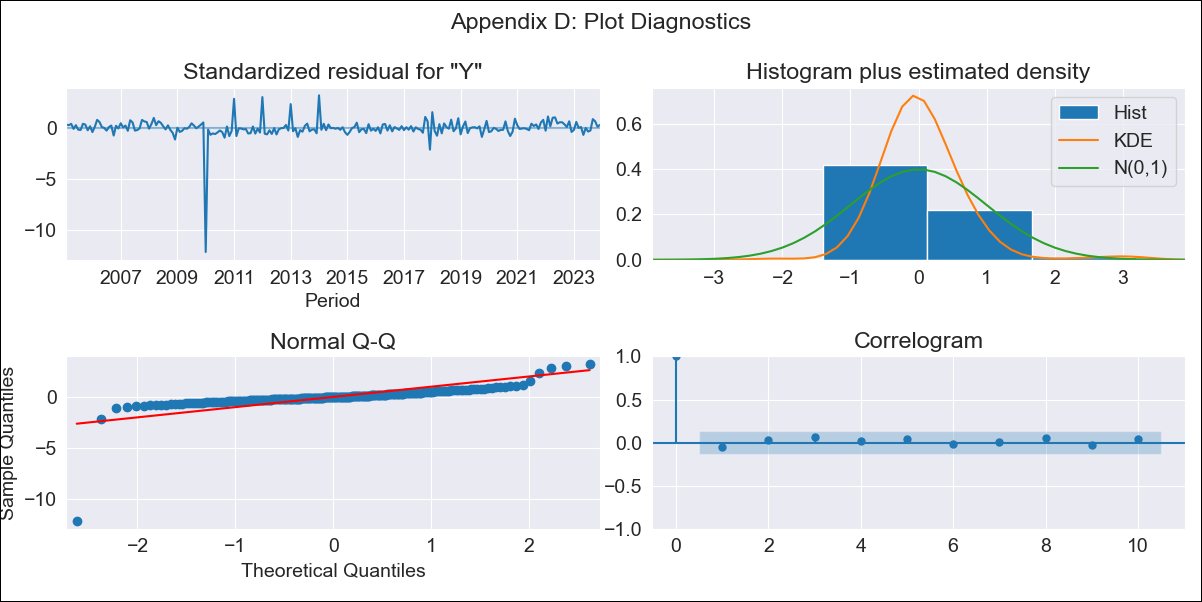 Appendix D: Plot Diagnostics
Standardized residual for "Y"
0
−5
−10
2007 2009 2011 2013 2015 2017 2019 2021 2023
Period
Histogram plus estimated density
0.6
0.4
0.2
0.0
−3 −2 −1 0 1 2 3
Hist
KDE
N(0,1)
Normal Q-Q
Sample Quantiles
0
−5
−10
−2 −1 0 1 2
Theoretical Quantiles
Correlogram
1.0
0.5
0.0
−0.5
−1.0
0 2 4 6 8 10